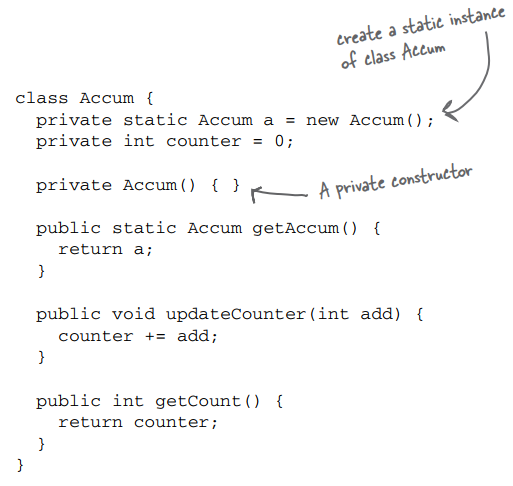 create a static instance
of class Accum
class Accum {
private static Accum a = new Accum();
private int counter = 0;
private Accum() { }
A private constructor
public static Accum getAccum() {
return a;
}
public void updateCounter(int add) {
counter += add;
}
public int getCount() {
return counter;
}
}